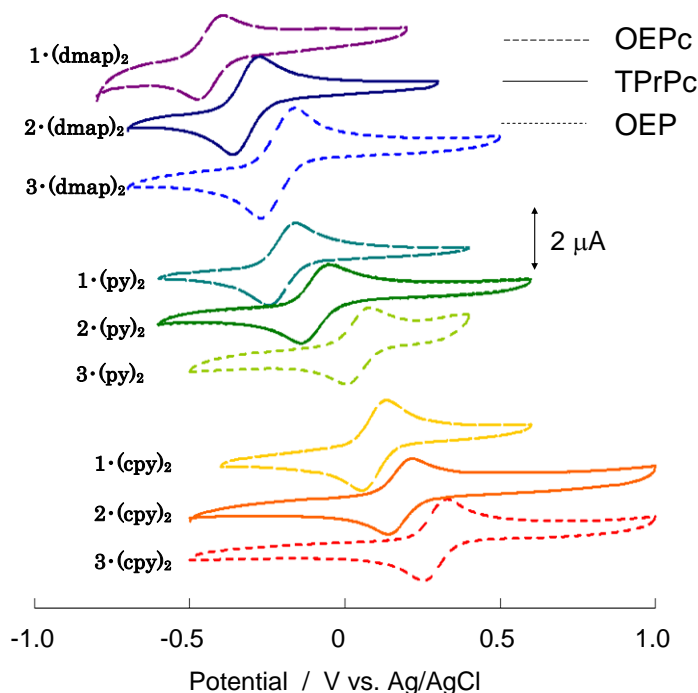 OEPc
TPrPc
OEP
1·(dmap)₂
2·(dmap)₂
3·(dmap)₂
2 μA
1·(py)₂
2·(py)₂
3·(py)₂
1·(cpy)₂
2·(cpy)₂
3·(cpy)₂
-1.0 -0.5 0 0.5 1.0
Potential / V vs. Ag/AgCl